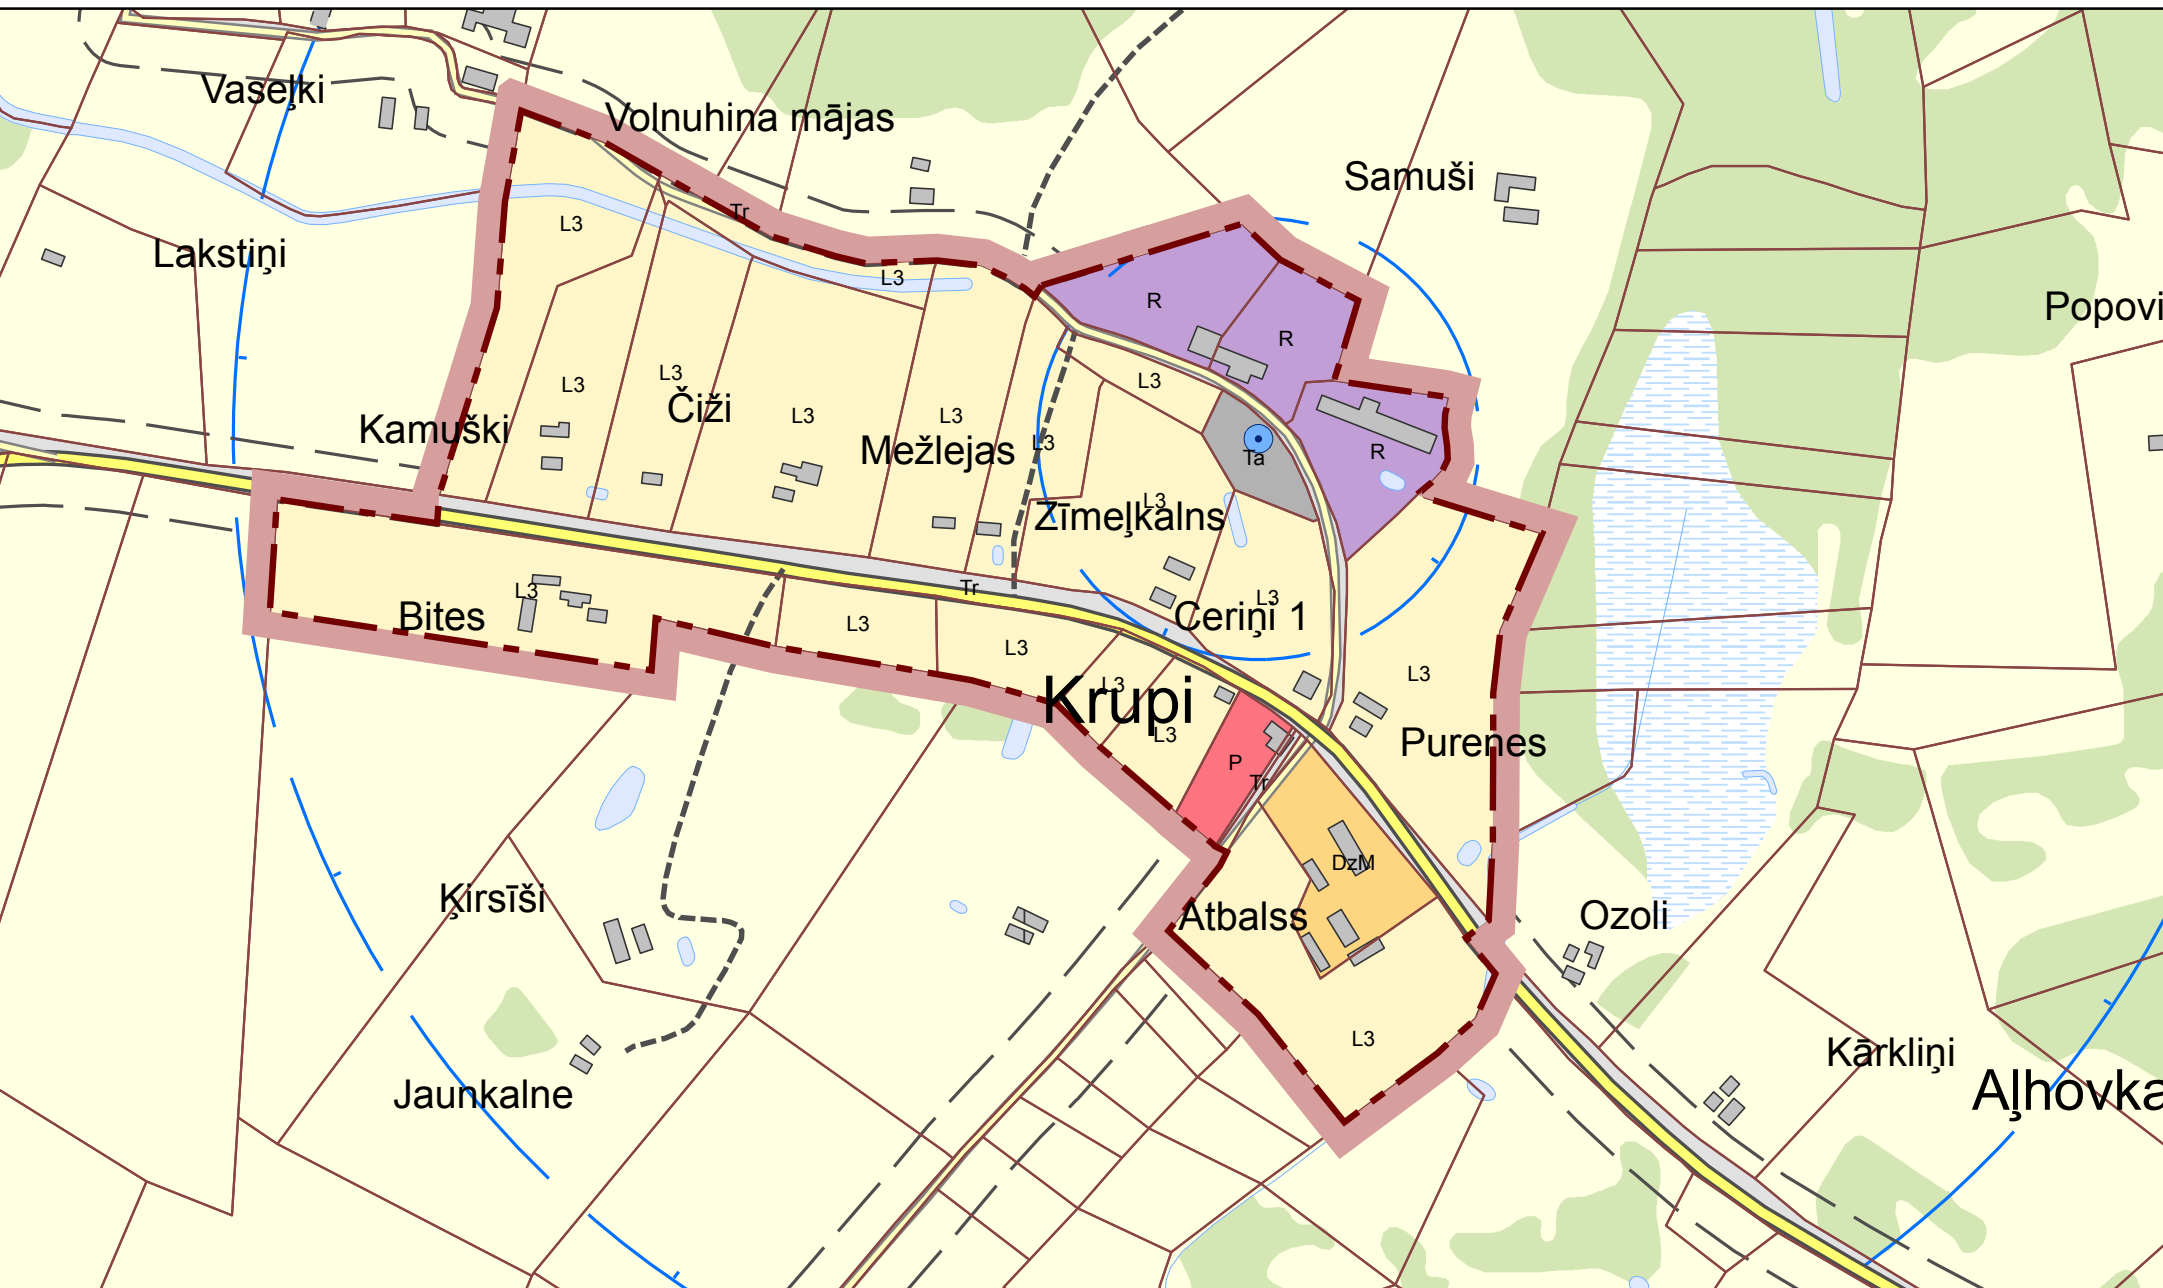 Vaseļki
Volnuhina mājas
Samuši
Tr
L3
Lakstiņi
L3
R
Popovi
R
L3
L3
L3
Čiži
L3
L3
Kamuški
L3
Mežlejas
Ta
R
L3
Zīmeļkalns
Tr
L3
Bites
L3
Ceriņi 1
L3
L3
L3
L3
Krupi
L3
Purenes
P
Tr
DzM
Ķirsīši
Atbalss
Ozoli
L3
Kārkliņi
Jaunkalne
Aļhovka